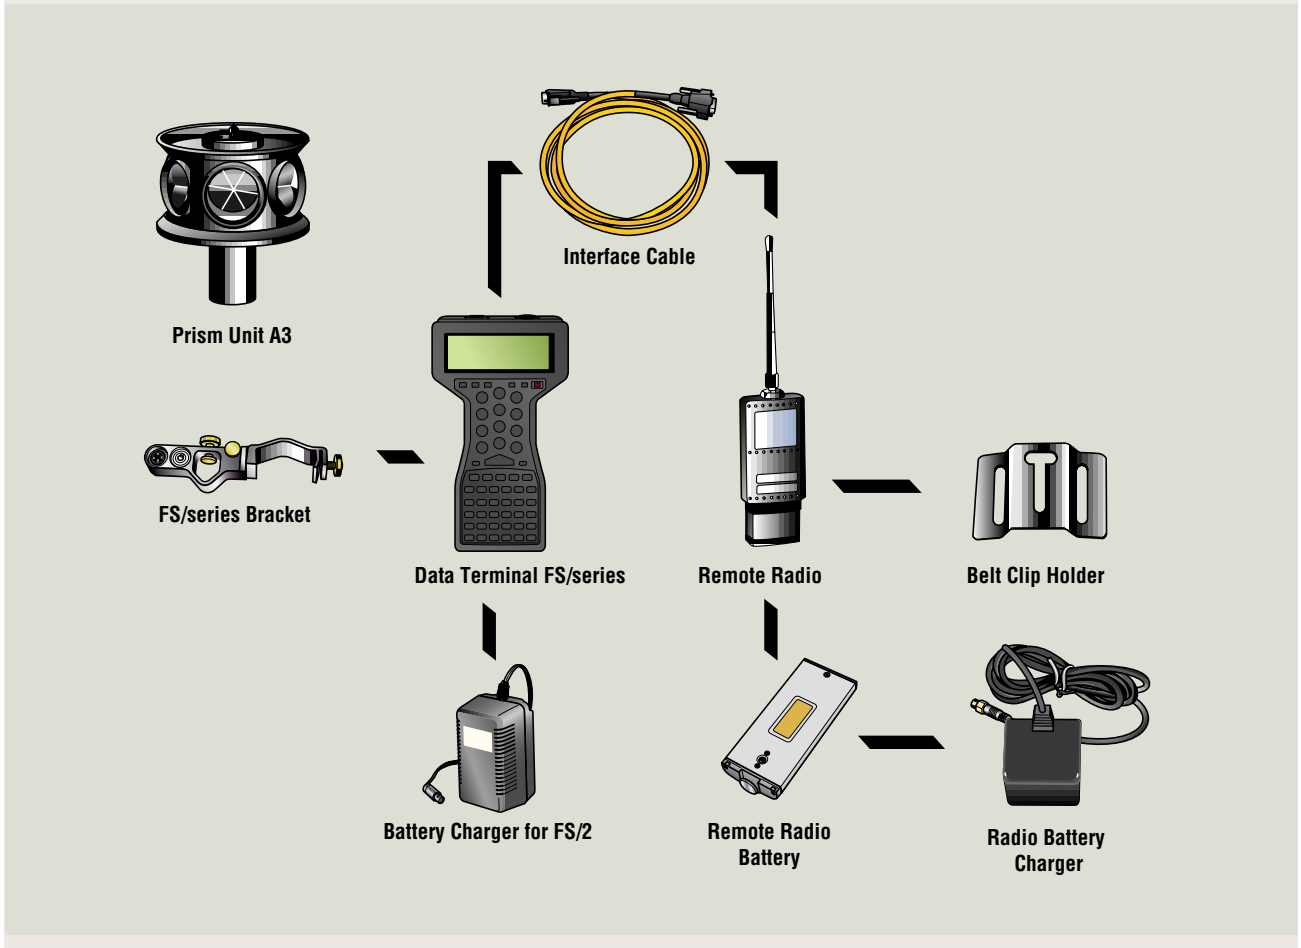 Interface Cable
Prism Unit A3
FS/series Bracket
Data Terminal FS/series
Remote Radio
Belt Clip Holder
Battery Charger for FS/2
Remote Radio
Battery
Radio Battery
Charger